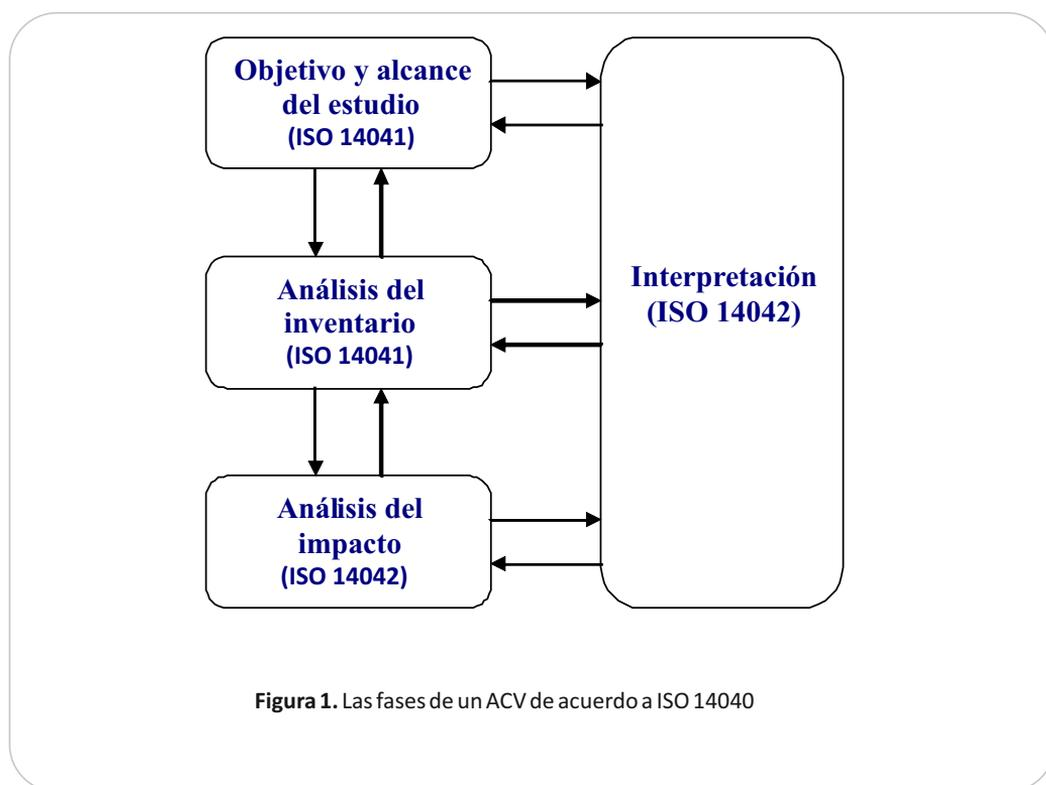 Objetivo y alcance
del estudio
(ISO 14041)
Análisis del
inventario
(ISO 14041)
Análisis del
impacto
(ISO 14042)
Interpretación
(ISO 14042)
Figura 1. Las fases de un ACV de acuerdo a ISO 14040